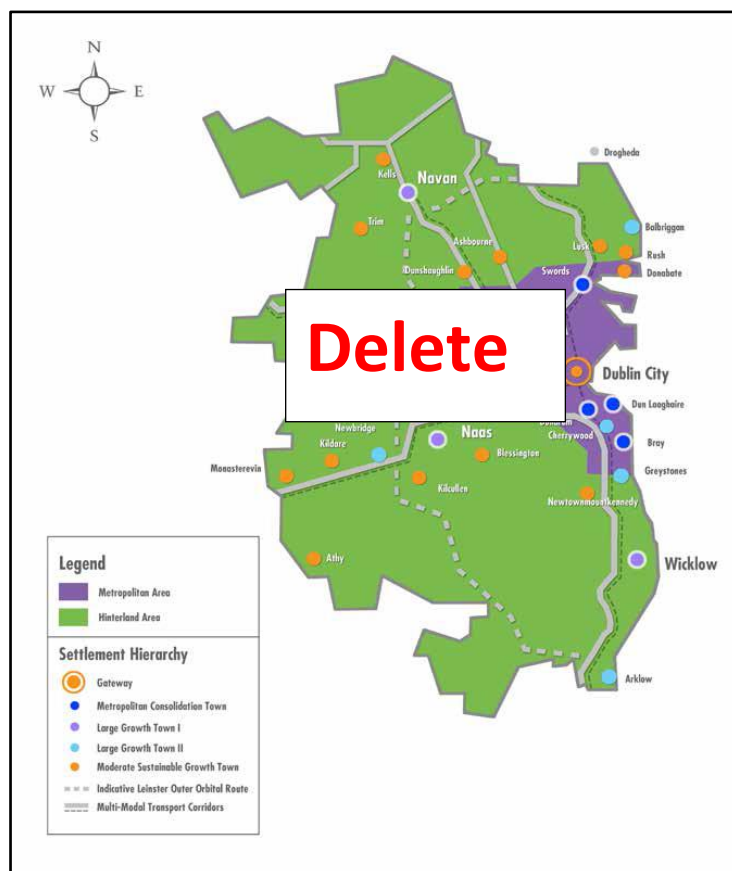 N
W E
S
Drogheda
Kells
Navan
Trim
Balbriggan
Ashbourne
Lusk
Rush
Dunshaughlin
Swords
Donabate
Delete
Dublin City
Dun Laoghaire
Newbridge
Cherrywood
Naas
Bray
Kildare
Blessington
Monasterevin
Greystones
Kilcullen
Newtownmountkennedy
Athy
Wicklow
Arklow
Legend
Metropolitan Area
Hinterland Area
Settlement Hierarchy
Gateway
Metropolitan Consolidation Town
Large Growth Town I
Large Growth Town II
Moderate Sustainable Growth Town
Indicative Leinster Outer Orbital Route
Multi-Modal Transport Corridors